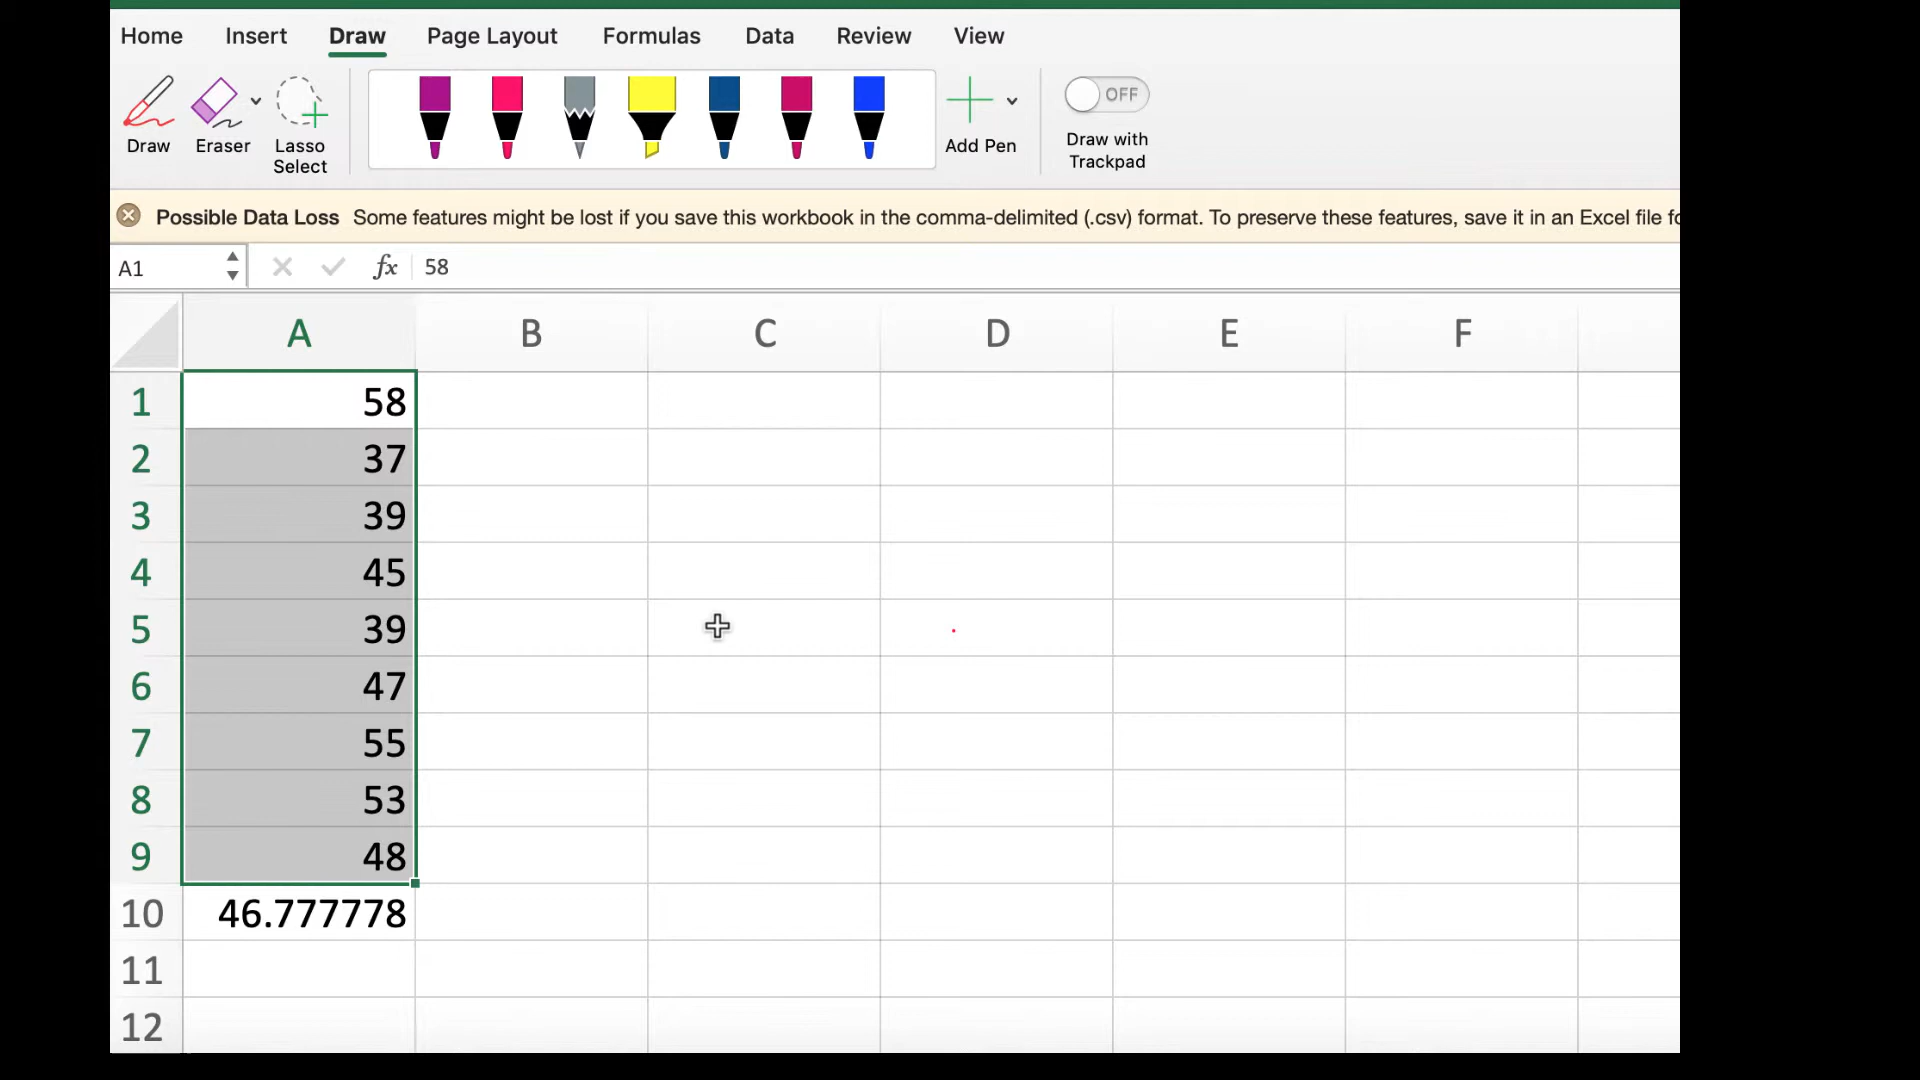 Home Insert Draw Page Layout Formulas Data Review View
Draw Eraser Lasso Select Add Pen OFF Draw with Trackpad
Possible Data Loss Some features might be lost if you save this workbook in the comma-delimited (.csv) format. To preserve these features, save it in an Excel file fo
A1 fx 58
A B C D E F
1 58
2 37
3 39
4 45
5 39
6 47
7 55
8 53
9 48
10 46.777778
11
12